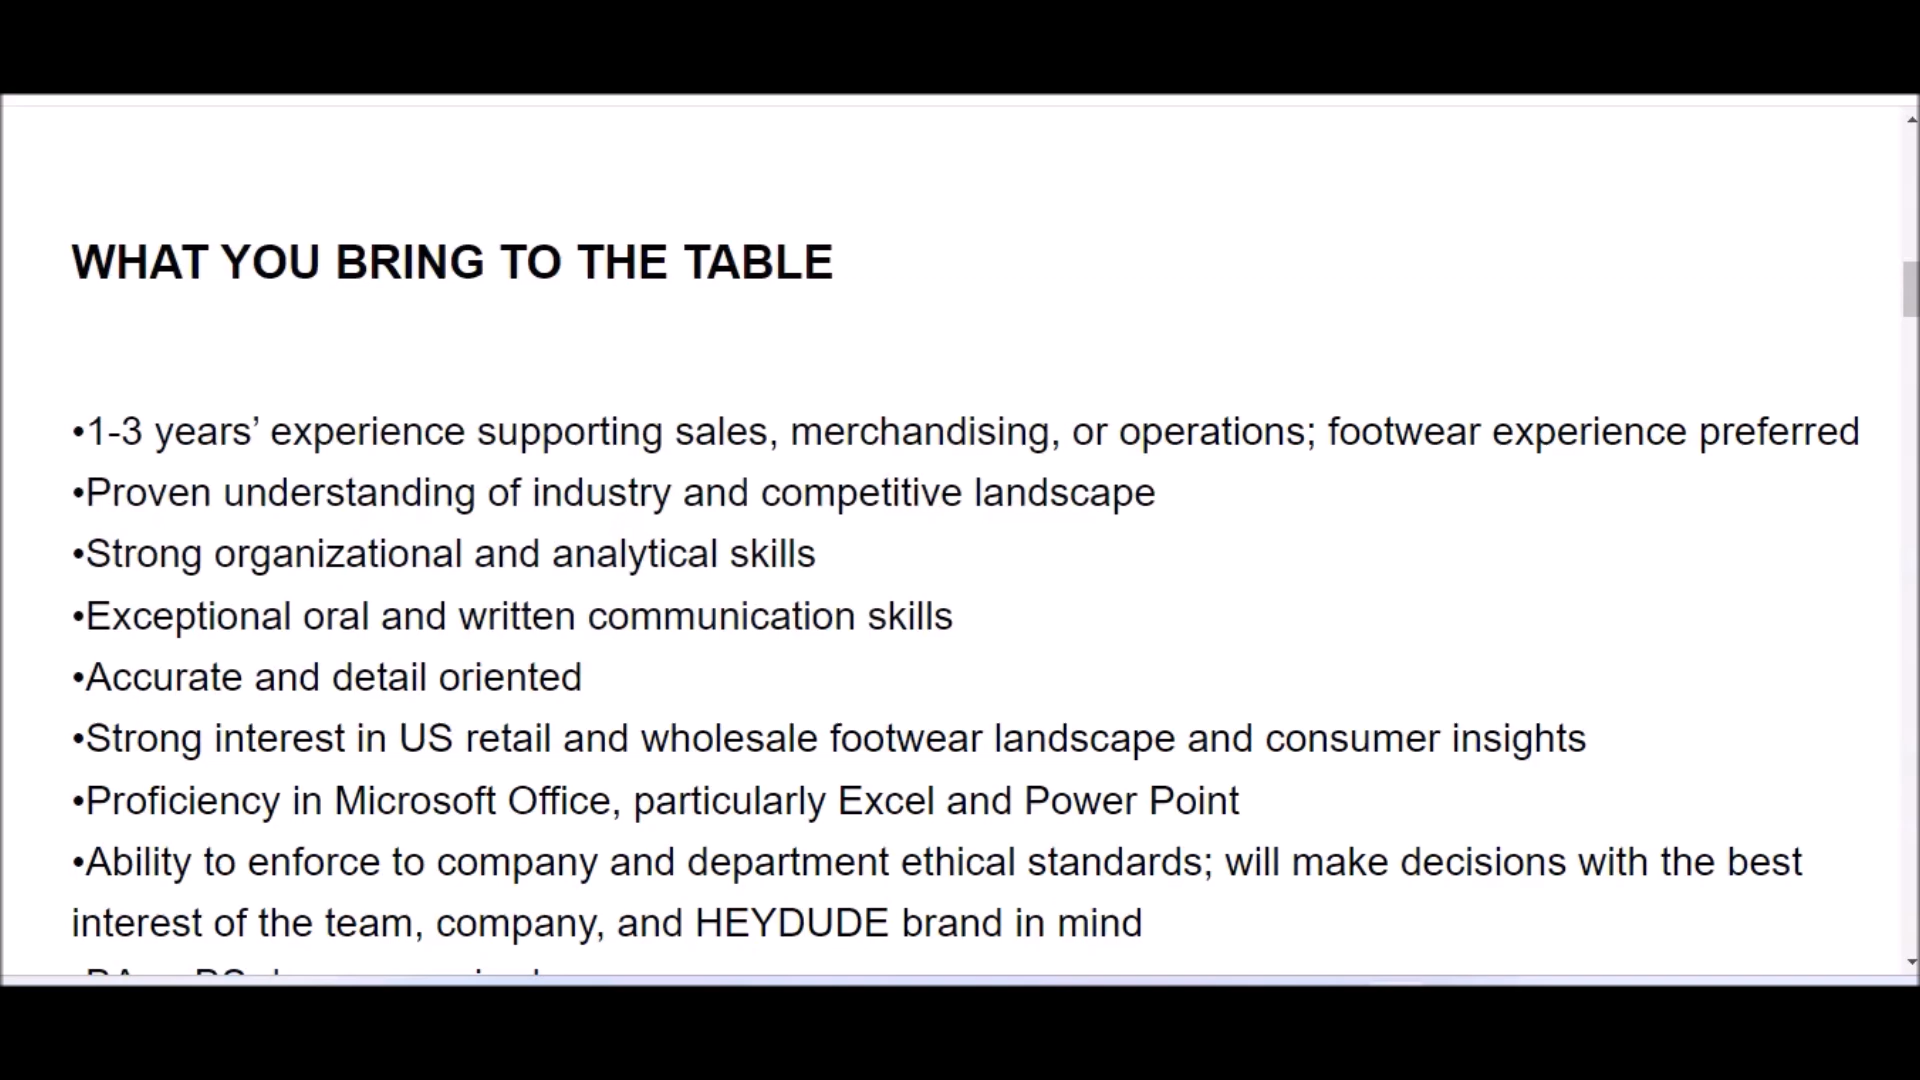 WHAT YOU BRING TO THE TABLE
•1-3 years’ experience supporting sales, merchandising, or operations; footwear experience preferred
•Proven understanding of industry and competitive landscape
•Strong organizational and analytical skills
•Exceptional oral and written communication skills
•Accurate and detail oriented
•Strong interest in US retail and wholesale footwear landscape and consumer insights
•Proficiency in Microsoft Office, particularly Excel and Power Point
•Ability to enforce to company and department ethical standards; will make decisions with the best
interest of the team, company, and HEYDUDE brand in mind